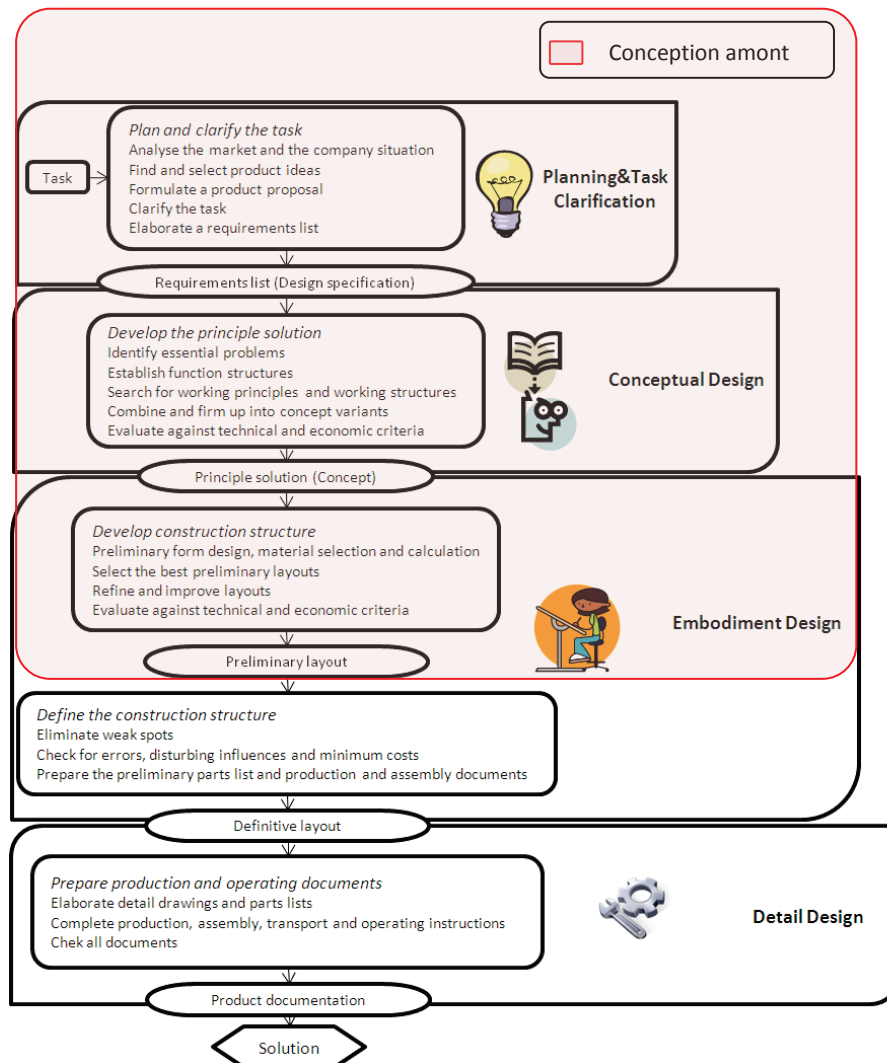 Conception amont
Plan and clarify the task
Analyse the market and the company situation
Find and select product ideas
Formulate a product proposal
Clarify the task
Elaborate a requirements list
Task
Planning&Task
Clarification
Requirements list (Design specification)
Develop the principle solution
Identify essential problems
Establish function structures
Search for working principles and working structures
Combine and firm up into concept variants
Evaluate against technical and economic criteria
Conceptual Design
Principle solution (Concept)
Develop construction structure
Preliminary form design, material selection and calculation
Select the best preliminary layouts
Refine and improve layouts
Evaluate against technical and economic criteria
Embodiment Design
Preliminary layout
Define the construction structure
Eliminate weak spots
Check for errors, disturbing influences and minimum costs
Prepare the preliminary parts list and production and assembly documents
Definitive layout
Prepare production and operating documents
Elaborate detail drawings and parts lists
Complete production, assembly, transport and operating instructions
Chek all documents
Detail Design
Product documentation
Solution